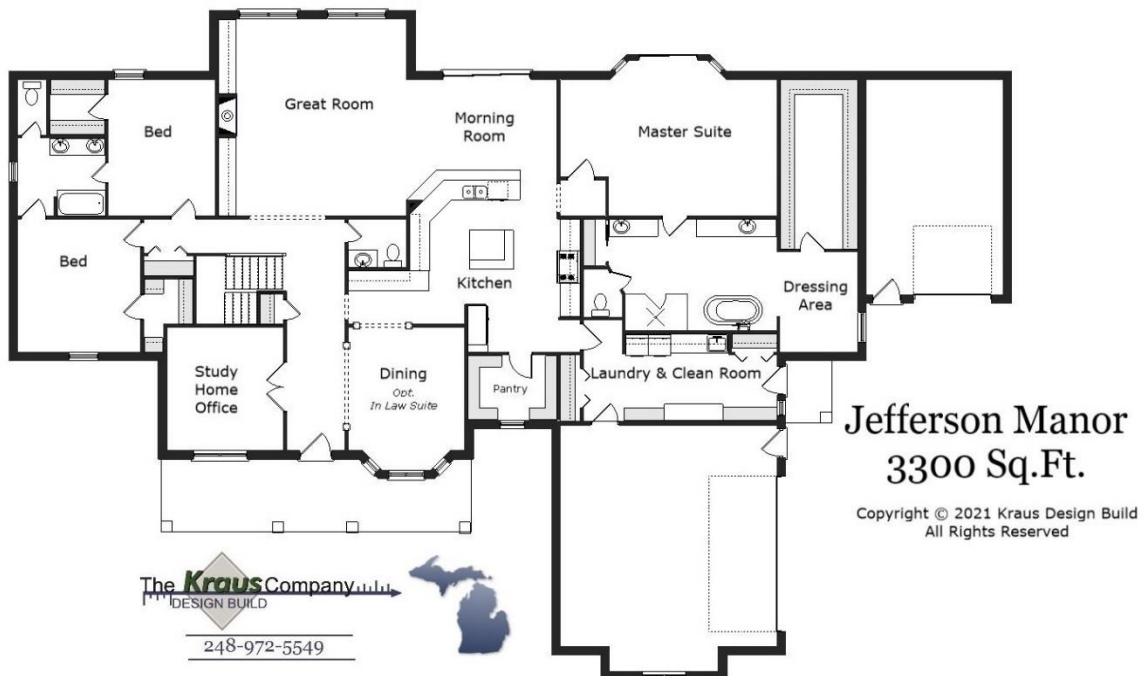 Great Room
Morning
Room
Master Suite
Bed
Bed
Kitchen
Dressing
Area
Study
Home
Office
Dining
Opt.
In Law Suite
Pantry
Laundry & Clean Room
Jefferson Manor
3300 Sq.Ft.
Copyright © 2021 Kraus Design Build
All Rights Reserved
The Kraus Company
DESIGN BUILD
248-972-5549